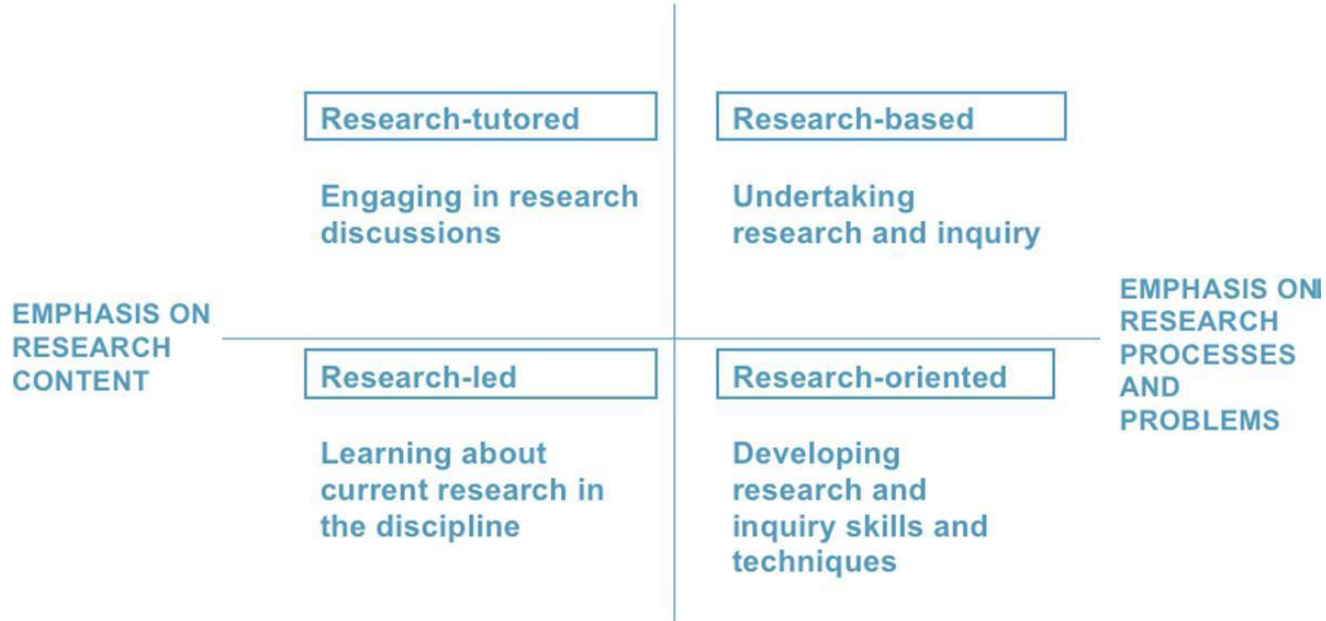 Research-tutored
Engaging in research
discussions
Research-based
Undertaking
research and inquiry
EMPHASIS ON
RESEARCH
CONTENT
EMPHASIS ON
RESEARCH
PROCESSES
AND
PROBLEMS
Research-led
Learning about
current research in
the discipline
Research-oriented
Developing
research and
inquiry skills and
techniques